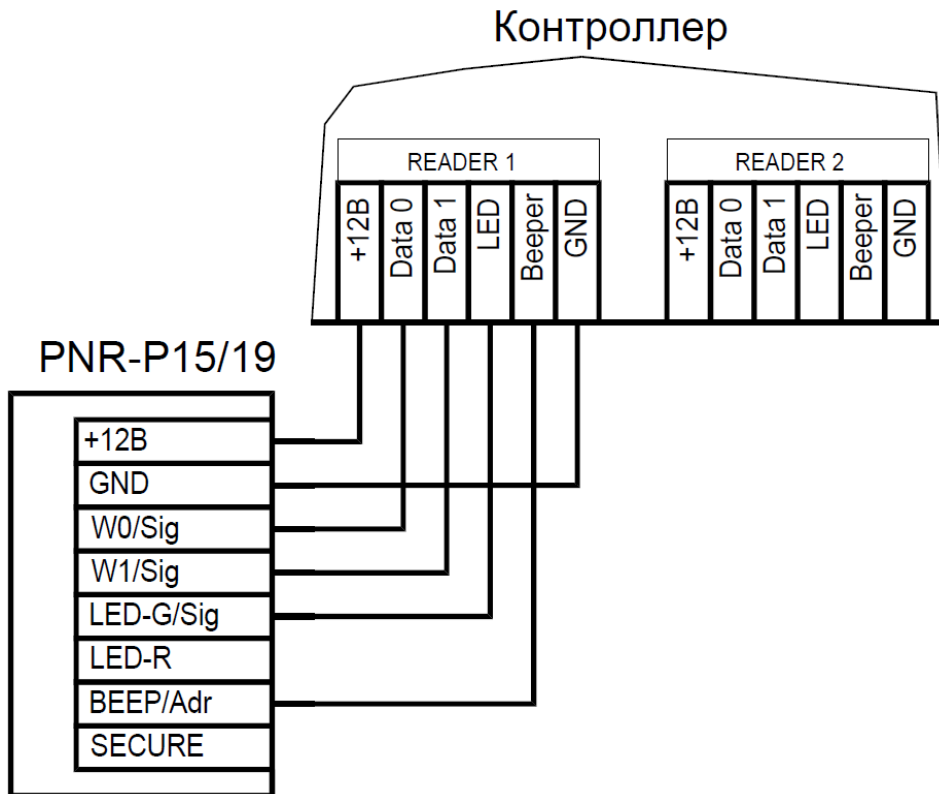 Контроллер
READER 1
READER 2
+12В
Data 0
Data 1
LED
Beeper
GND
+12В
Data 0
Data 1
LED
Beeper
GND
PNR-P15/19
+12В
GND
W0/Sig
W1/Sig
LED-G/Sig
LED-R
BEEP/Adr
SECURE